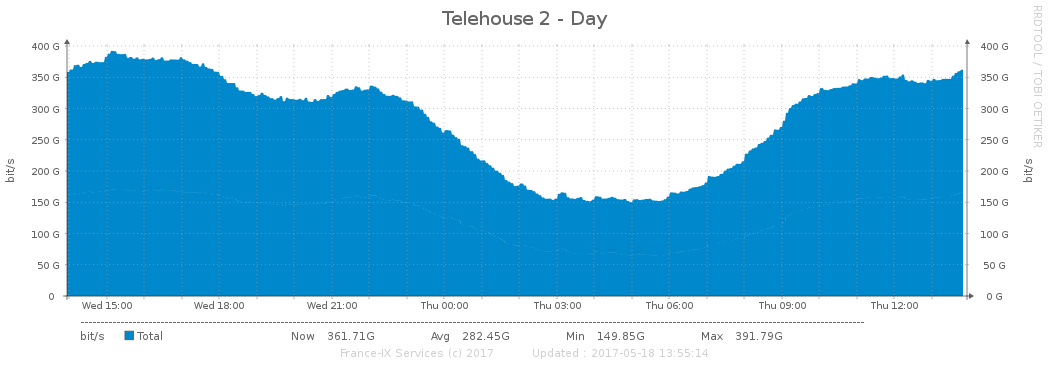 Telehouse 2 - Day
RRDTOOL / TOBI OETIKER
bit/s
400 G
350 G
300 G
250 G
200 G
150 G
100 G
50 G
0
400 G
350 G
300 G
250 G
200 G
150 G
100 G
50 G
0 G
bit/s
Wed 15:00 Wed 18:00 Wed 21:00 Thu 00:00 Thu 03:00 Thu 06:00 Thu 09:00 Thu 12:00
bit/s Total Now 361.71G Avg 282.45G Min 149.85G Max 391.79G
France-IX Services (c) 2017 Updated : 2017-05-18 13:55:14